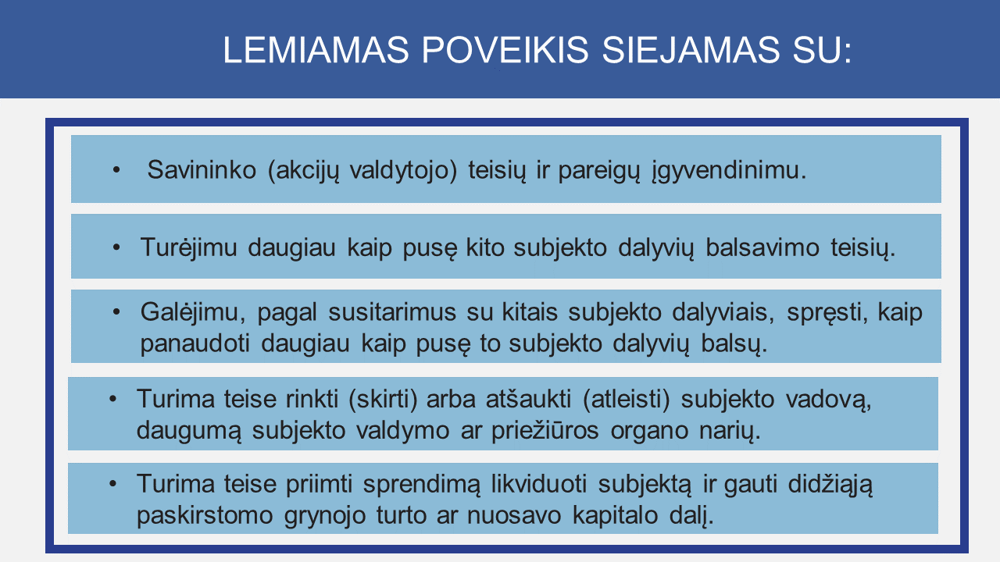 LEMIAMAS POVEIKIS SIEJAMAS SU:
• Savininko (akcijų valdytojo) teisių ir pareigų įgyvendinimu.
• Turėjimu daugiau kaip pusę kito subjekto dalyvių balsavimo teisių.
• Galėjimu, pagal susitarimus su kitais subjekto dalyviais, spręsti, kaip
panaudoti daugiau kaip pusę to subjekto dalyvių balsų.
• Turima teise rinkti (skirti) arba atšaukti (atleisti) subjekto vadovą,
daugumą subjekto valdymo ar priežiūros organo narių.
• Turima teise priimti sprendimą likviduoti subjektą ir gauti didžiąją
paskirstomo grynojo turto ar nuosavo kapitalo dalį.